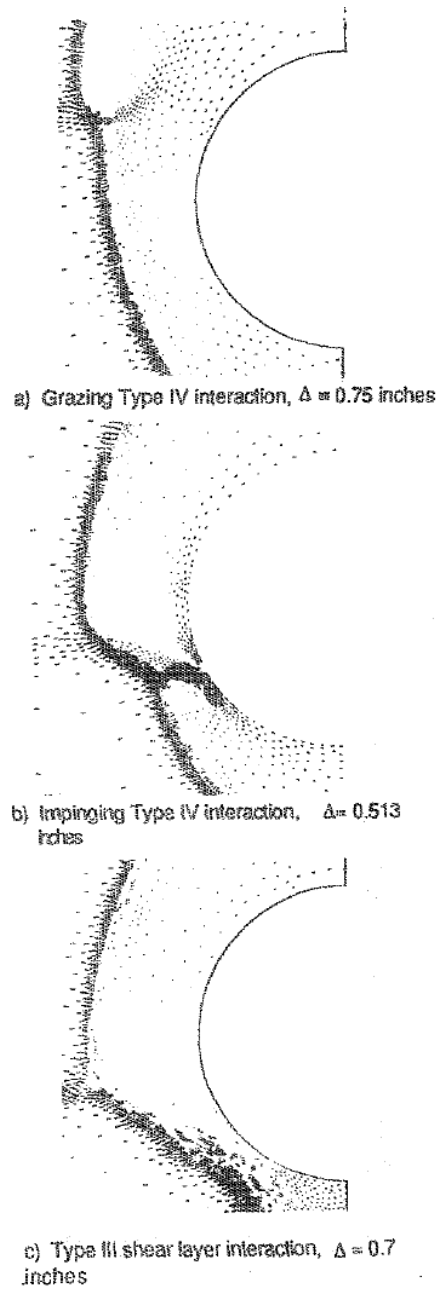 a) Grazing Type IV interaction, Δ = 0.75 inches
b) Impinging Type IV interaction, Δ= 0.513
inches
c) Type III shear layer interaction, Δ = 0.7
inches